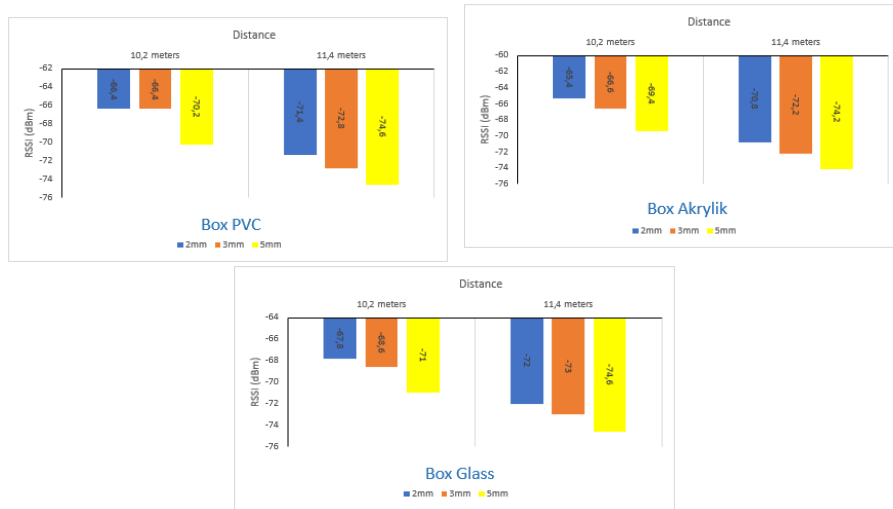 Distance
10,2 meters 11,4 meters
-62
-64
-66
-68
-70
-72
-74
-76
RSSi (dBm)
-66,4 -66,4 -70,2 -71,4 -72,8 -74,6
Box PVC
2mm 3mm 5mm
Distance
10,2 meters 11,4 meters
-60
-62
-64
-66
-68
-70
-72
-74
-76
RSSi (dBm)
-65,4 -66,6 -69,4 -70,8 -72,2 -74,2
Box Akrylik
2mm 3mm 5mm
Distance
10,2 meters 11,4 meters
-64
-66
-68
-70
-72
-74
-76
RSSi (dBm)
-67,8 -68,6 -71 -72 -73 -74,6
Box Glass
2mm 3mm 5mm